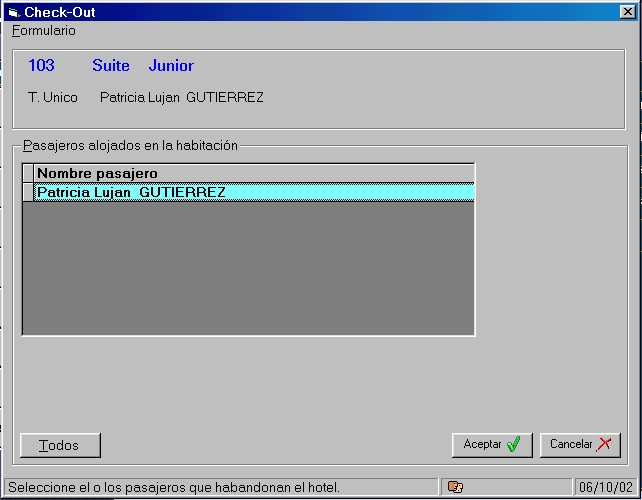 Check-Out
Formulario
103 Suite Junior
T. Unico Patricia Lujan GUTIERREZ
Pasajeros alojados en la habitación
Nombre pasajero
Patricia Lujan GUTIERREZ
Todos Aceptar Cancelar
Seleccione el o los pasajeros que habandonan el hotel. 06/10/02